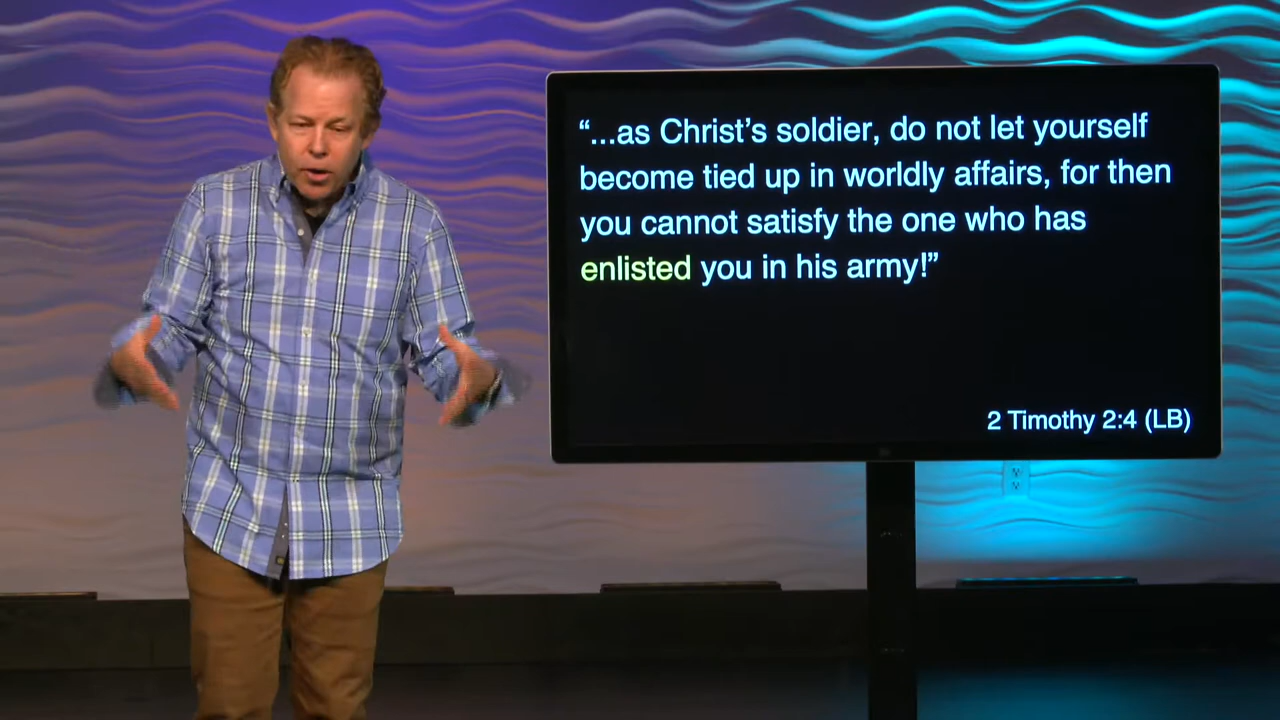 “...as Christ’s soldier, do not let yourself
become tied up in worldly affairs, for then
you cannot satisfy the one who has
enlisted you in his army!”
2 Timothy 2:4 (LB)